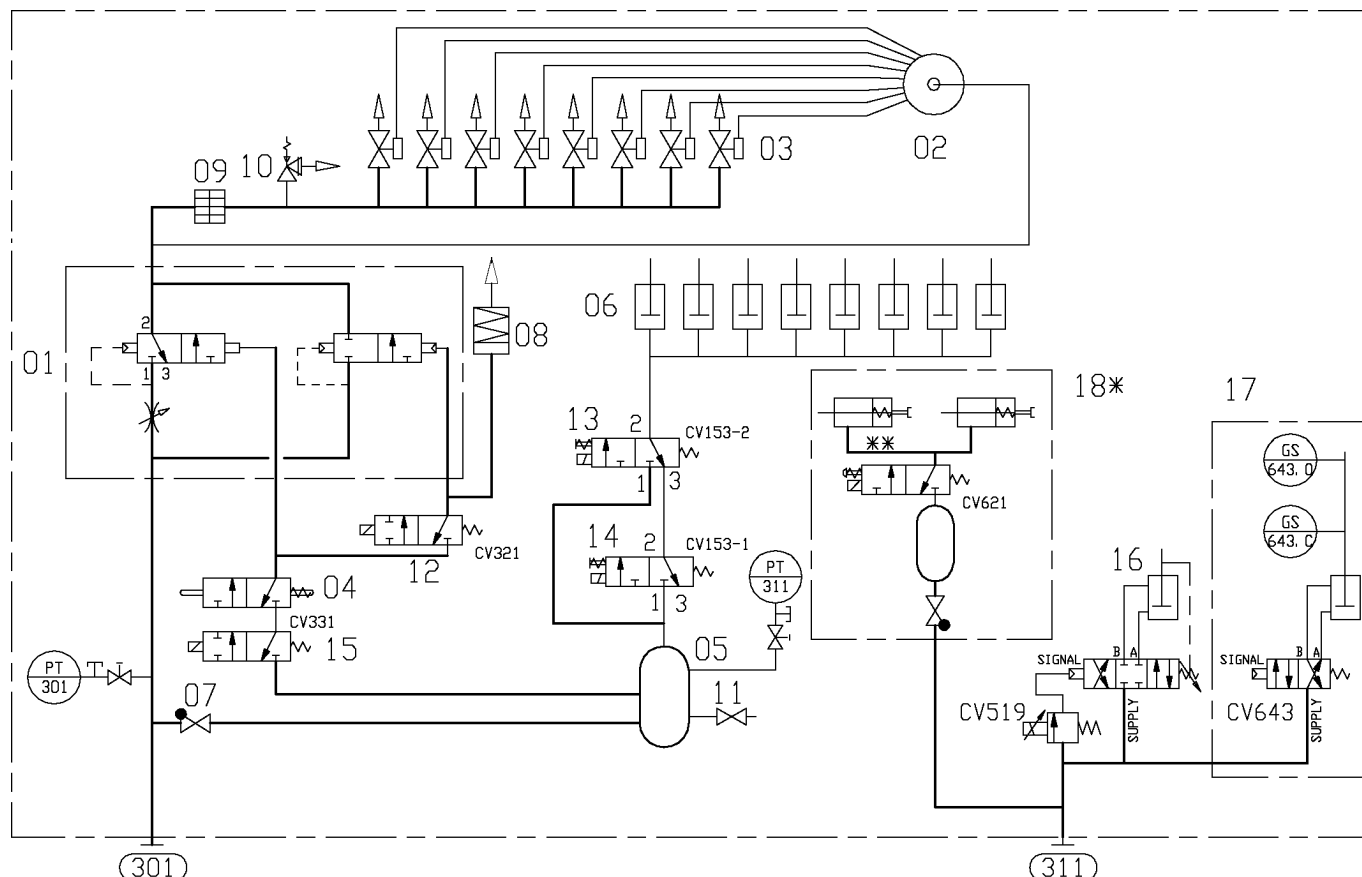 10
09
03
02
01
2
1 3
08
06
18*
17
13
2
CV153-2
1
3
**
CV621
GS
643.O
GS
643.C
14
2
CV153-1
1
3
CV321
12
PT
311
16
04
CV331
15
PT
301
07
05
11
B A
SIGNAL
SUPPLY
CV519
B A
SIGNAL
SUPPLY
CV643
301
311